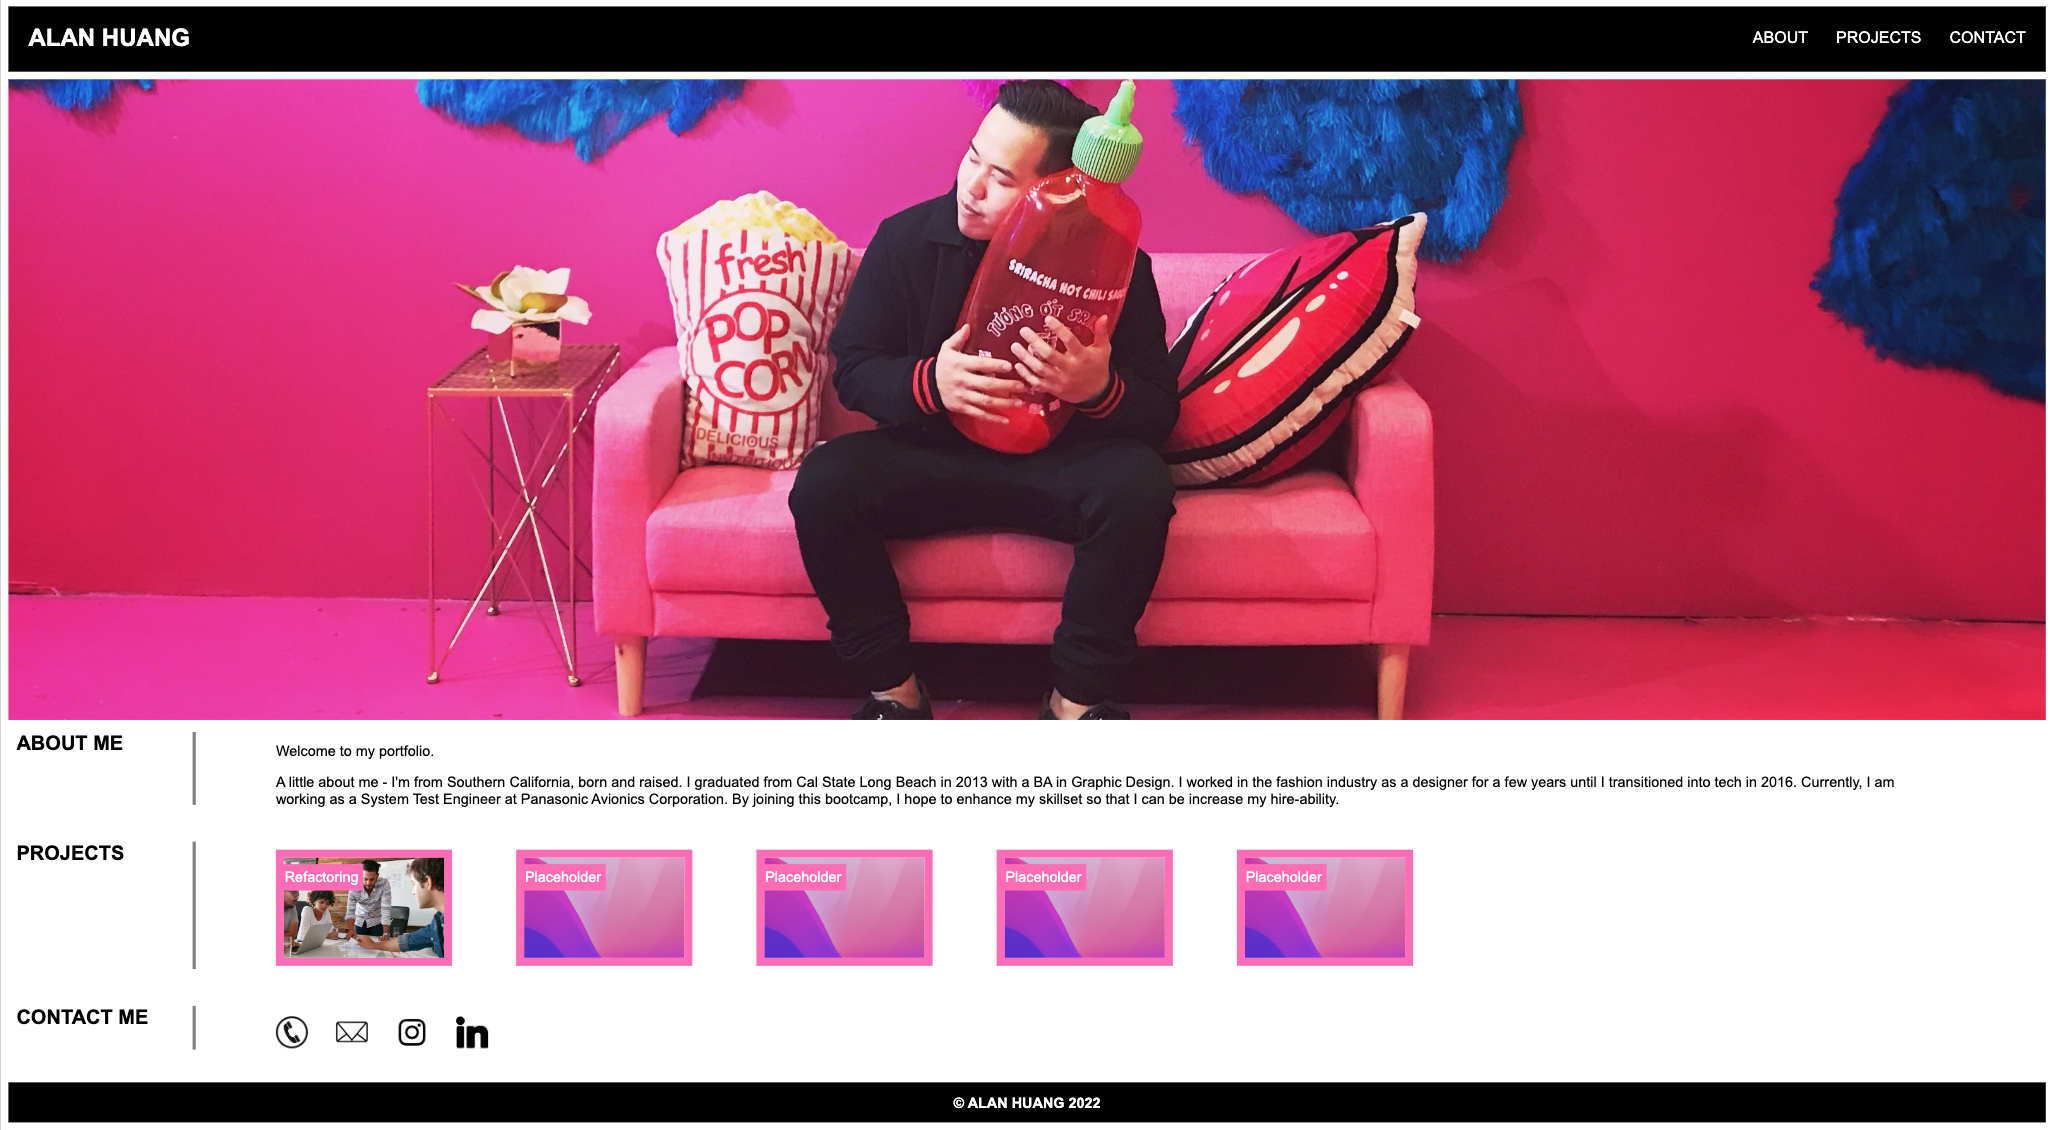 ALAN HUANG
ABOUT PROJECTS CONTACT
fresh
POP
CORN
DELICIOUS
SRIRACHA HOT CHILI
TƯƠNG ỚT
ABOUT ME
Welcome to my portfolio.
A little about me - I'm from Southern California, born and raised. I graduated from Cal State Long Beach in 2013 with a BA in Graphic Design. I worked in the fashion industry as a designer for a few years until I transitioned into tech in 2016. Currently, I am
working as a System Test Engineer at Panasonic Avionics Corporation. By joining this bootcamp, I hope to enhance my skillset so that I can be increase my hire-ability.
PROJECTS
Refactoring
Placeholder
Placeholder
Placeholder
Placeholder
CONTACT ME
© ALAN HUANG 2022